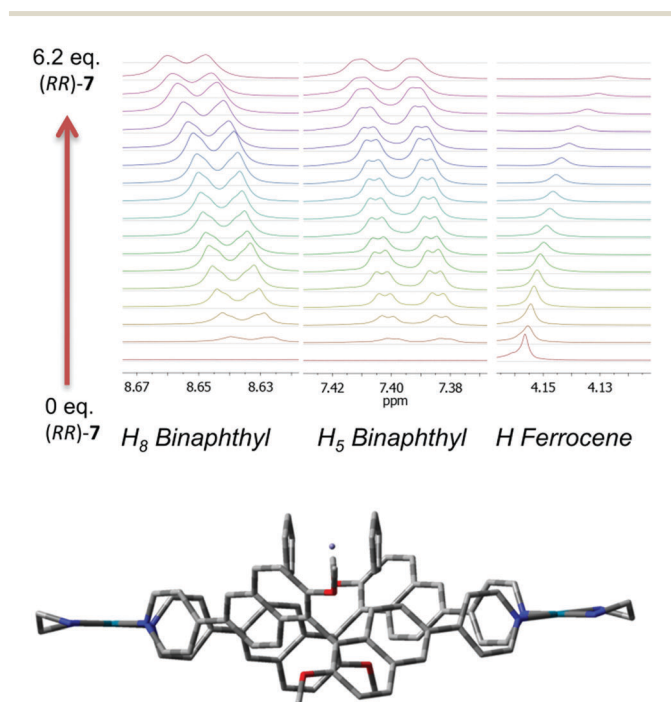 6.2 eq.
(RR)-7
8.67 8.65 8.63
7.42 7.40 7.38
4.15 4.13
ppm
0 eq.
(RR)-7
H8 Binaphthyl
H5 Binaphthyl
H Ferrocene